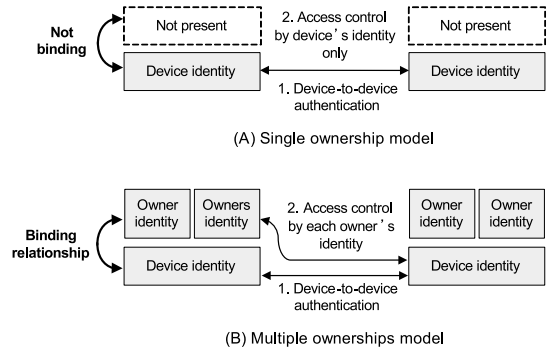 Not present
2. Access control
by device's identity
only
Not present
Not
binding
Device identity
Device identity
1. Device-to-device
authentication
(A) Single ownership model
Owner
identity
Owners
identity
2. Access control
by each owner's
identity
Owner
identity
Owner
identity
Binding
relationship
Device identity
Device identity
1. Device-to-device
authentication
(B) Multiple ownerships model